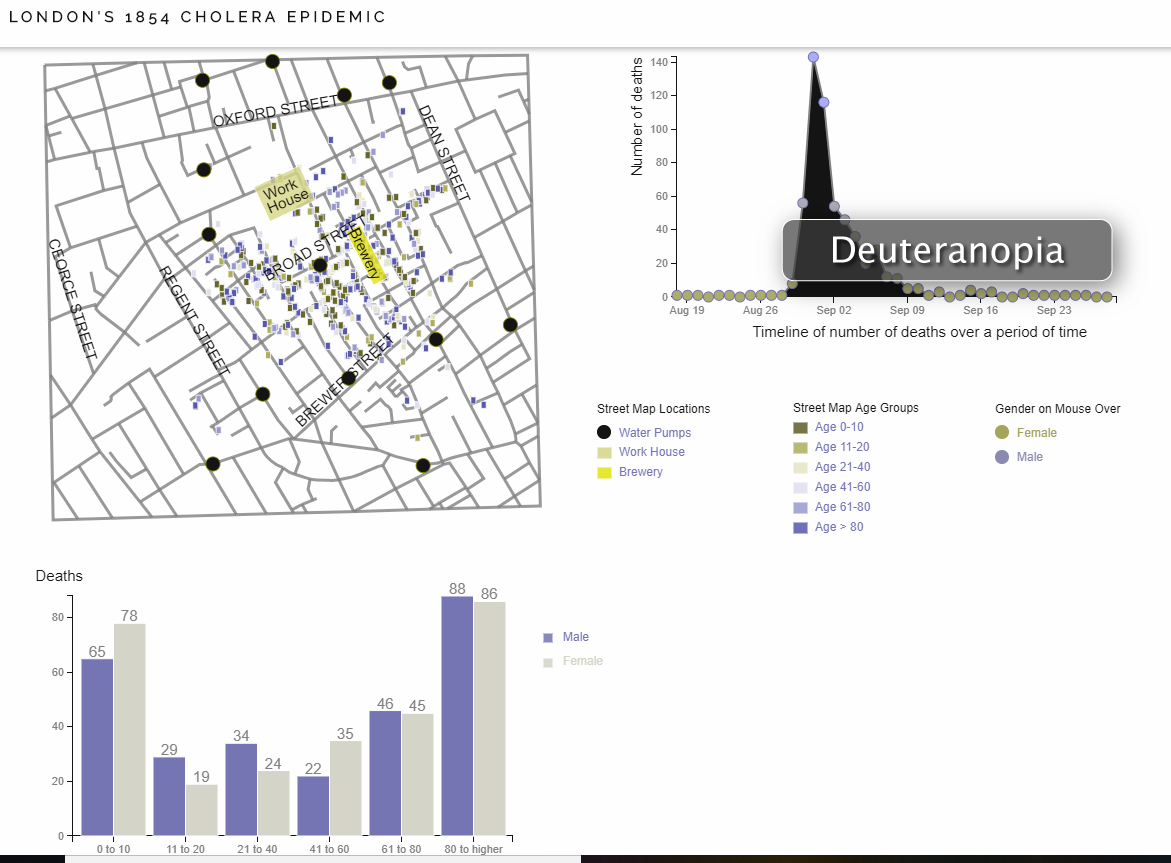 LONDON'S 1854 CHOLERA EPIDEMIC
OXFORD STREET
DEAN STREET
Work
House
BROAD STREET
Brewery
GEORGE STREET
REGENT STREET
BREWER STREET
Number of deaths
140
120
100
80
60
40
20
0
Deuteranopia
Aug 19
Aug 26
Sep 02
Sep 09
Sep 16
Sep 23
Timeline of number of deaths over a period of time
Street Map Locations
Water Pumps
Work House
Brewery
Street Map Age Groups
Age 0-10
Age 11-20
Age 21-40
Age 41-60
Age 61-80
Age > 80
Gender on Mouse Over
Female
Male
Deaths
80
60
40
20
0
65
78
29
19
34
24
22
35
46
45
88
86
0 to 10
11 to 20
21 to 40
41 to 60
61 to 80
80 to higher
Male
Female